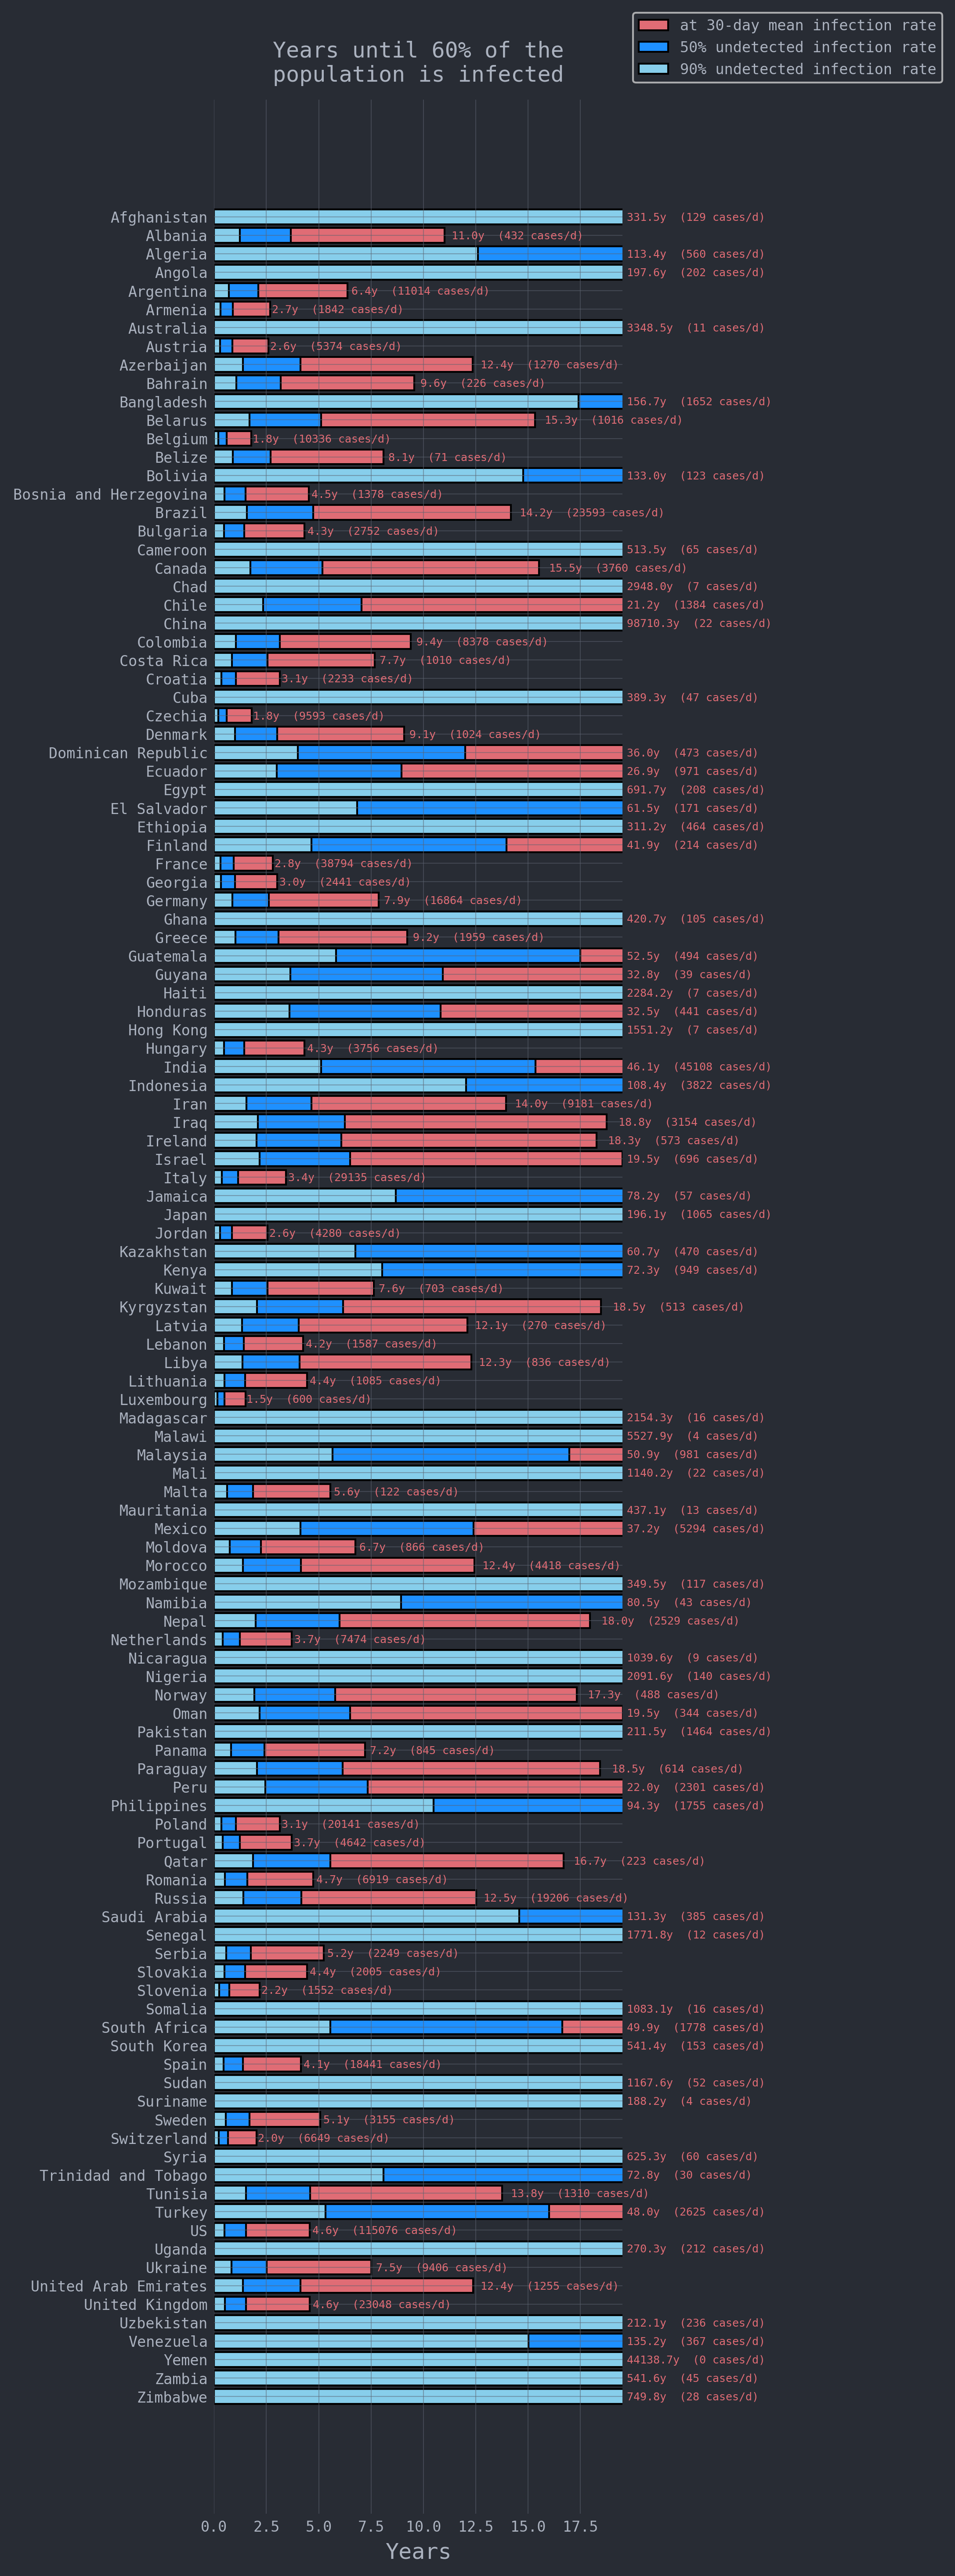 Years until 60% of the
population is infected
at 30-day mean infection rate
50% undetected infection rate
90% undetected infection rate
Afghanistan 331.5y (129 cases/d)
Albania 11.0y (432 cases/d)
Algeria 113.4y (560 cases/d)
Angola 197.6y (202 cases/d)
Argentina 6.4y (11014 cases/d)
Armenia 2.7y (1842 cases/d)
Australia 3348.5y (11 cases/d)
Austria 2.6y (5374 cases/d)
Azerbaijan 12.4y (1270 cases/d)
Bahrain 9.6y (226 cases/d)
Bangladesh 156.7y (1652 cases/d)
Belarus 15.3y (1016 cases/d)
Belgium 1.8y (10336 cases/d)
Belize 8.1y (71 cases/d)
Bolivia 133.0y (123 cases/d)
Bosnia and Herzegovina 4.5y (1378 cases/d)
Brazil 14.2y (23593 cases/d)
Bulgaria 4.3y (2752 cases/d)
Cameroon 513.5y (65 cases/d)
Canada 15.5y (3760 cases/d)
Chad 2948.0y (7 cases/d)
Chile 21.2y (1384 cases/d)
China 98710.3y (22 cases/d)
Colombia 9.4y (8378 cases/d)
Costa Rica 7.7y (1010 cases/d)
Croatia 3.1y (2233 cases/d)
Cuba 389.3y (47 cases/d)
Czechia 1.8y (9593 cases/d)
Denmark 9.1y (1024 cases/d)
Dominican Republic 36.0y (473 cases/d)
Ecuador 26.9y (971 cases/d)
Egypt 691.7y (208 cases/d)
El Salvador 61.5y (171 cases/d)
Ethiopia 311.2y (464 cases/d)
Finland 41.9y (214 cases/d)
France 2.8y (38794 cases/d)
Georgia 3.0y (2441 cases/d)
Germany 7.9y (16864 cases/d)
Ghana 420.7y (105 cases/d)
Greece 9.2y (1959 cases/d)
Guatemala 52.5y (494 cases/d)
Guyana 32.8y (39 cases/d)
Haiti 2284.2y (7 cases/d)
Honduras 32.5y (441 cases/d)
Hong Kong 1551.2y (7 cases/d)
Hungary 4.3y (3756 cases/d)
India 46.1y (45108 cases/d)
Indonesia 108.4y (3822 cases/d)
Iran 14.0y (9181 cases/d)
Iraq 18.8y (3154 cases/d)
Ireland 18.3y (573 cases/d)
Israel 19.5y (696 cases/d)
Italy 3.4y (29135 cases/d)
Jamaica 78.2y (57 cases/d)
Japan 196.1y (1065 cases/d)
Jordan 2.6y (4280 cases/d)
Kazakhstan 60.7y (470 cases/d)
Kenya 72.3y (949 cases/d)
Kuwait 7.6y (703 cases/d)
Kyrgyzstan 18.5y (513 cases/d)
Latvia 12.1y (270 cases/d)
Lebanon 4.2y (1587 cases/d)
Libya 12.3y (836 cases/d)
Lithuania 4.4y (1085 cases/d)
Luxembourg 1.5y (600 cases/d)
Madagascar 2154.3y (16 cases/d)
Malawi 5527.9y (4 cases/d)
Malaysia 50.9y (981 cases/d)
Mali 1140.2y (22 cases/d)
Malta 5.6y (122 cases/d)
Mauritania 437.1y (13 cases/d)
Mexico 37.2y (5294 cases/d)
Moldova 6.7y (866 cases/d)
Morocco 12.4y (4418 cases/d)
Mozambique 349.5y (117 cases/d)
Namibia 80.5y (43 cases/d)
Nepal 18.0y (2529 cases/d)
Netherlands 3.7y (7474 cases/d)
Nicaragua 1039.6y (9 cases/d)
Nigeria 2091.6y (140 cases/d)
Norway 17.3y (488 cases/d)
Oman 19.5y (344 cases/d)
Pakistan 211.5y (1464 cases/d)
Panama 7.2y (845 cases/d)
Paraguay 18.5y (614 cases/d)
Peru 22.0y (2301 cases/d)
Philippines 94.3y (1755 cases/d)
Poland 3.1y (20141 cases/d)
Portugal 3.7y (4642 cases/d)
Qatar 16.7y (223 cases/d)
Romania 4.7y (6919 cases/d)
Russia 12.5y (19206 cases/d)
Saudi Arabia 131.3y (385 cases/d)
Senegal 1771.8y (12 cases/d)
Serbia 5.2y (2249 cases/d)
Slovakia 4.4y (2005 cases/d)
Slovenia 2.2y (1552 cases/d)
Somalia 1083.1y (16 cases/d)
South Africa 49.9y (1778 cases/d)
South Korea 541.4y (153 cases/d)
Spain 4.1y (18441 cases/d)
Sudan 1167.6y (52 cases/d)
Suriname 188.2y (4 cases/d)
Sweden 5.1y (3155 cases/d)
Switzerland 2.0y (6649 cases/d)
Syria 625.3y (60 cases/d)
Trinidad and Tobago 72.8y (30 cases/d)
Tunisia 13.8y (1310 cases/d)
Turkey 48.0y (2625 cases/d)
US 4.6y (115076 cases/d)
Uganda 270.3y (212 cases/d)
Ukraine 7.5y (9406 cases/d)
United Arab Emirates 12.4y (1255 cases/d)
United Kingdom 4.6y (23048 cases/d)
Uzbekistan 212.1y (236 cases/d)
Venezuela 135.2y (367 cases/d)
Yemen 44138.7y (0 cases/d)
Zambia 541.6y (45 cases/d)
Zimbabwe 749.8y (28 cases/d)
0.0 2.5 5.0 7.5 10.0 12.5 15.0 17.5
Years